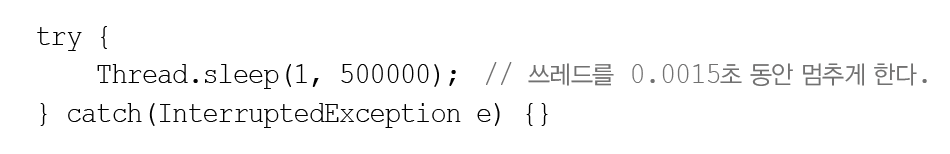 try {
    Thread.sleep(1, 500000);  // 쓰레드를 0.0015초 동안 멈추게 한다.
} catch(InterruptedException e) {}